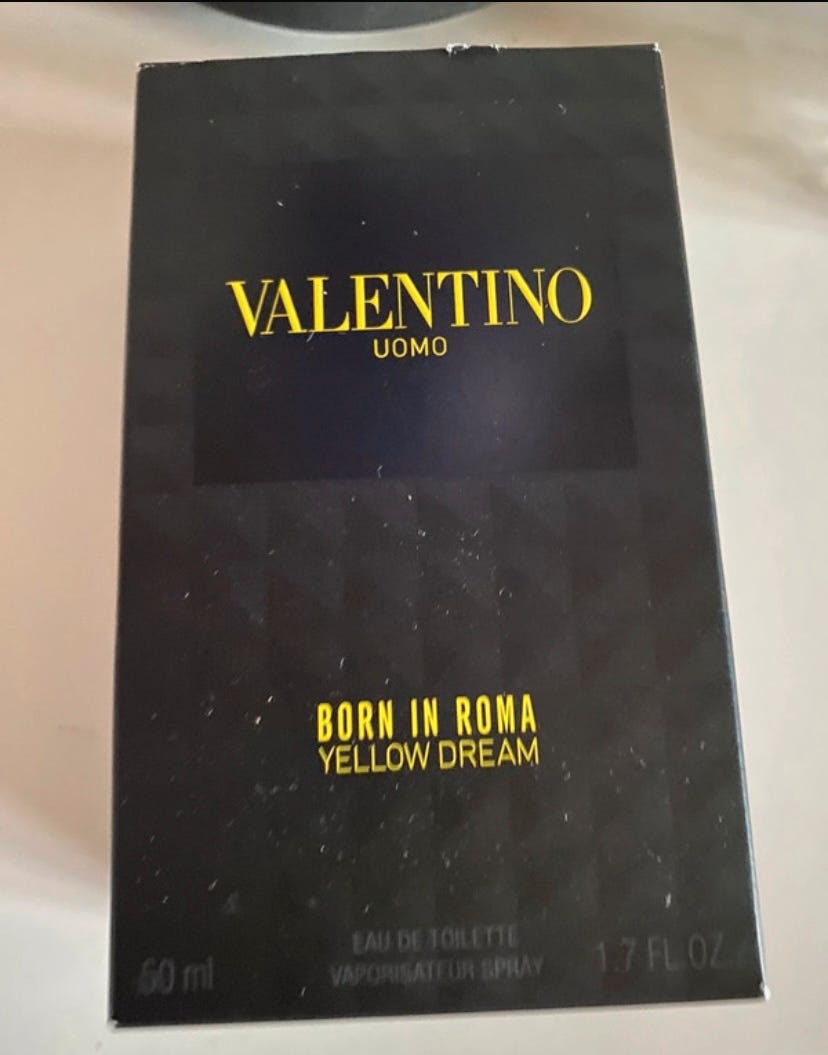 VALENTINO
UOMO
BORN IN ROMA
YELLOW DREAM
EAU DE TOILETTE
VAPORISATEUR SPRAY
50 ml
1.7 FL.OZ.